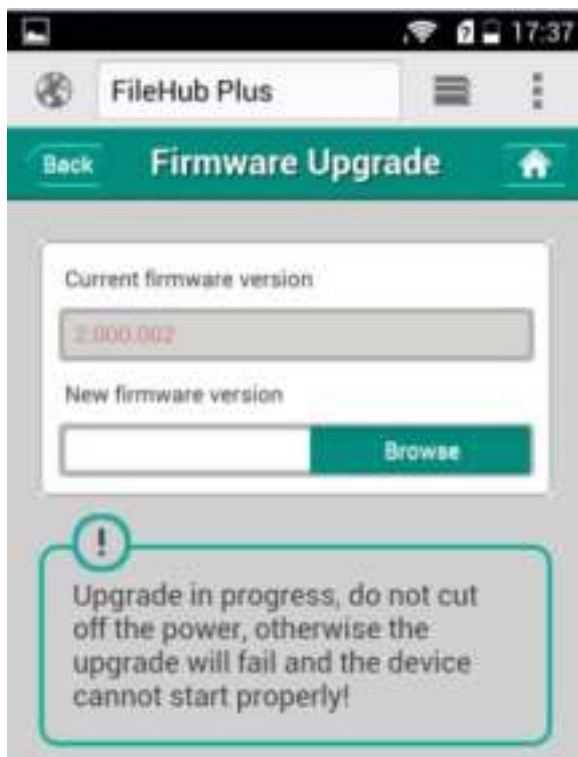 17:37
FileHub Plus
Back Firmware Upgrade
Current firmware version
2.000.002
New firmware version
Browse
!
Upgrade in progress, do not cut
off the power, otherwise the
upgrade will fail and the device
cannot start properly!